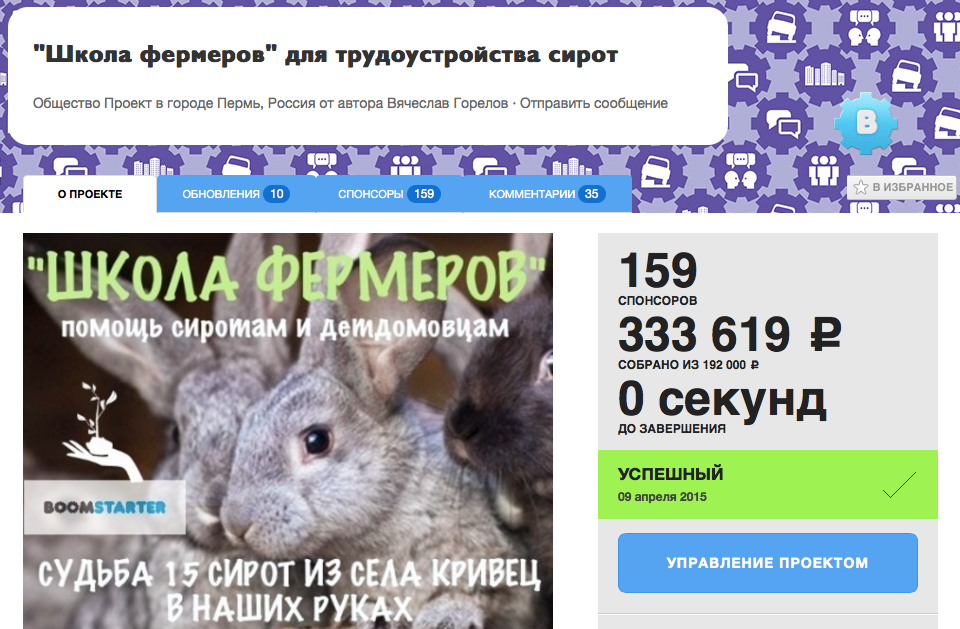 "Школа фермеров" для трудоустройства сирот
Общество Проект в городе Пермь, Россия от автора Вячеслав Горелов · Отправить сообщение
B
О ПРОЕКТЕ
ОБНОВЛЕНИЯ 10
СПОНСОРЫ 159
КОММЕНТАРИИ 35
В ИЗБРАННОЕ
"ШКОЛА ФЕРМЕРОВ"
помощь сиротам и детдомовцам
BOOMSTARTER
СУДЬБА 15 СИРОТ ИЗ СЕЛА КРИВЕЦ
В НАШИХ РУКАХ
159
СПОНСОРОВ
333 619 ₽
СОБРАНО ИЗ 192 000 ₽
0 секунд
ДО ЗАВЕРШЕНИЯ
УСПЕШНЫЙ
09 апреля 2015
УПРАВЛЕНИЕ ПРОЕКТОМ